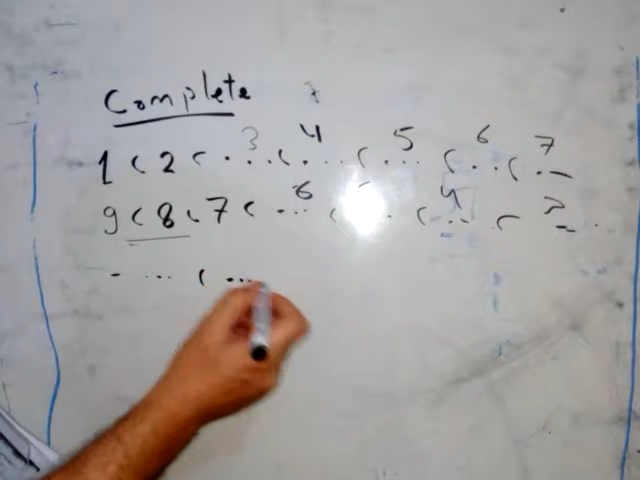 Complete
1 ( 2 ( ..3.. ( ..4.. ( ..5.. ( ..6.. ( ..7..
9 ( 8 ( 7 ( ..6.. ( ... ( ..4.. ( ..3..
.... ( ....